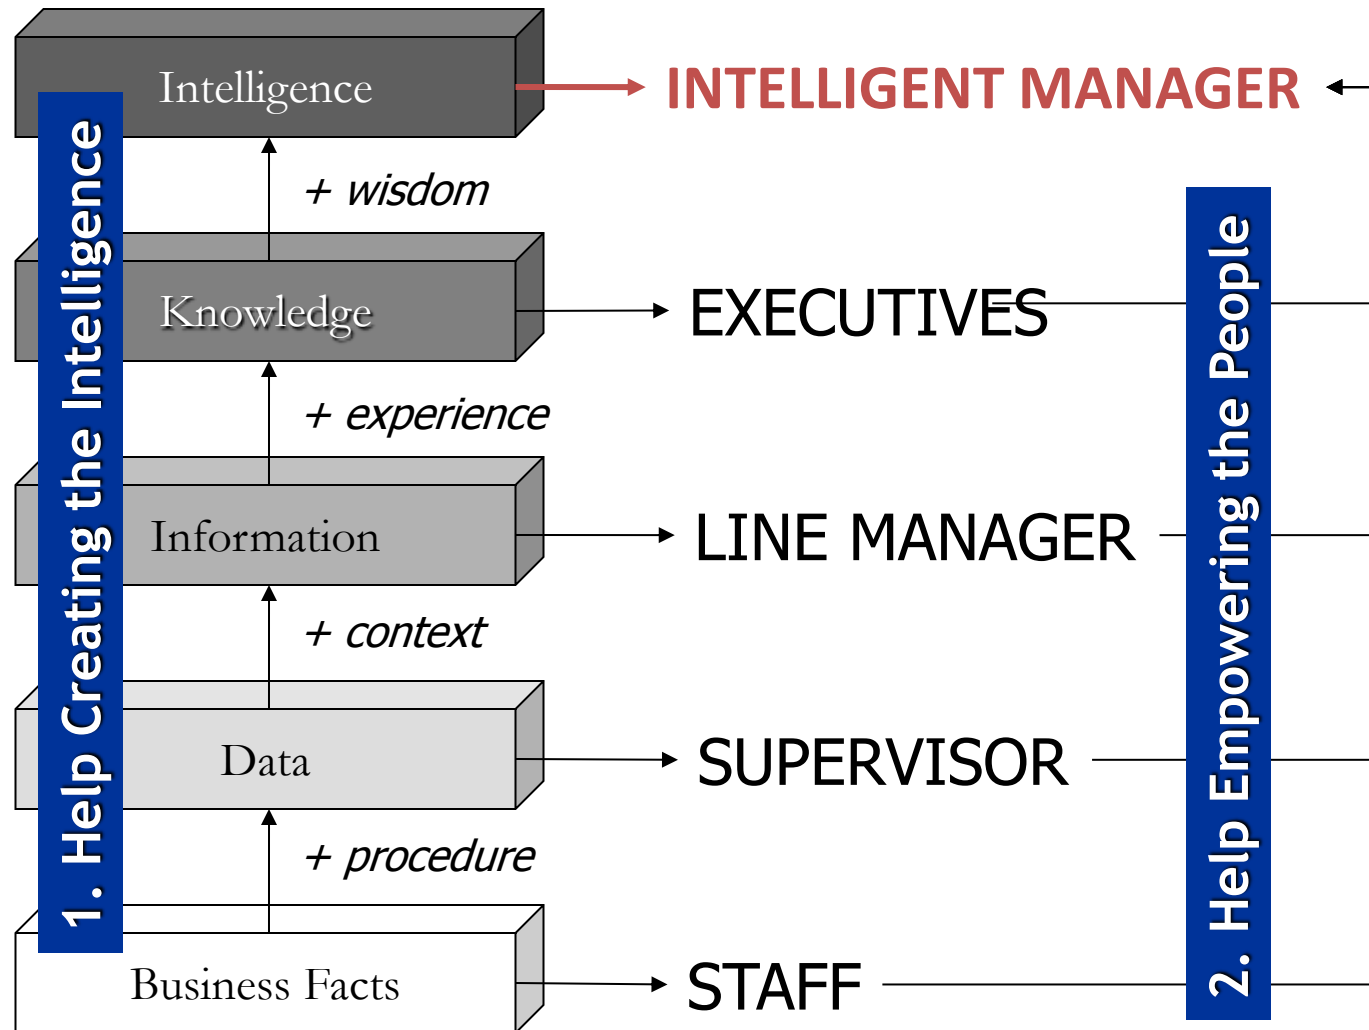 Intelligence
INTELLIGENT MANAGER
+ wisdom
Knowledge
EXECUTIVES
+ experience
Information
LINE MANAGER
+ context
Data
SUPERVISOR
+ procedure
Business Facts
STAFF
1. Help Creating the Intelligence
2. Help Empowering the People